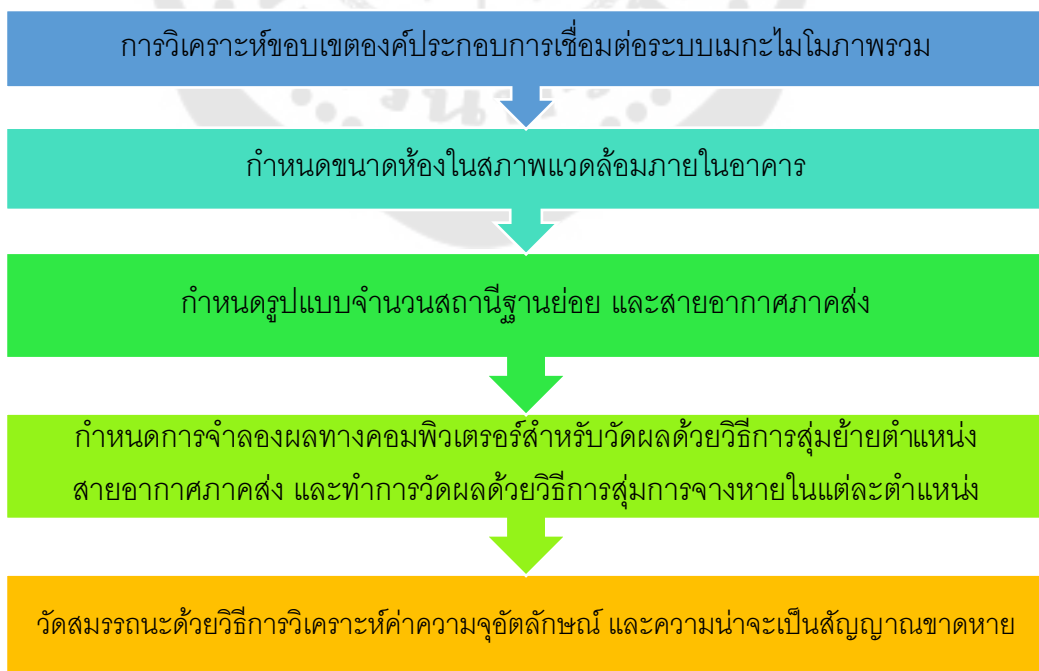 การวิเคราะห์ขอบเขตองค์ประกอบการเชื่อมต่อระบบเมกะไมโมภาพรวม
กำหนดขนาดห้องในสภาพแวดล้อมภายในอาคาร
กำหนดรูปแบบจำนวนสถานีฐานย่อย และสายอากาศภาคส่ง
กำหนดการจำลองผลทางคอมพิวเตรอร์สำหรับวัดผลด้วยวิธีการสุ่มย้ายตำแหน่ง
สายอากาศภาคส่ง และทำการวัดผลด้วยวิธีการสุ่มการจางหายในแต่ละตำแหน่ง
วัดสมรรถนะด้วยวิธีการวิเคราะห์ค่าความจุอัตลักษณ์ และความน่าจะเป็นสัญญาณขาดหาย